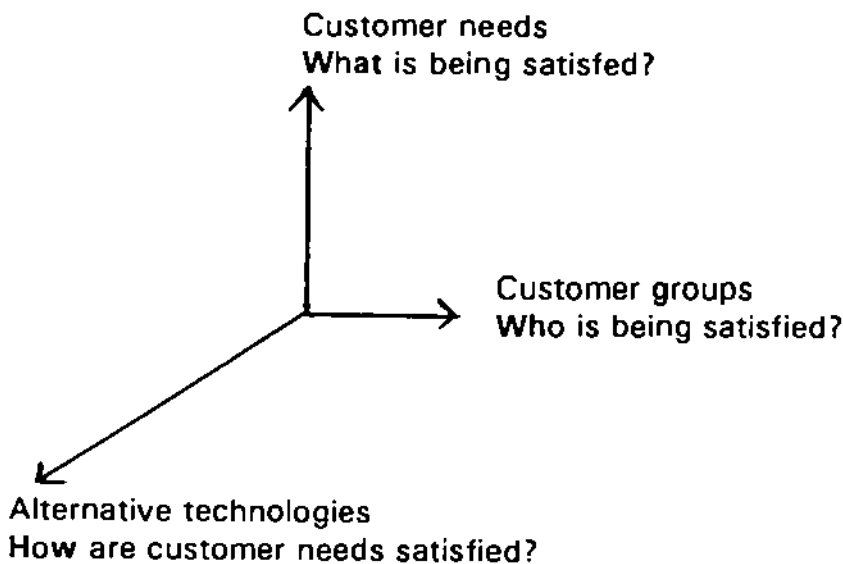 Customer needs
What is being satisfed?
Customer groups
Who is being satisfied?
Alternative technologies
How are customer needs satisfied?